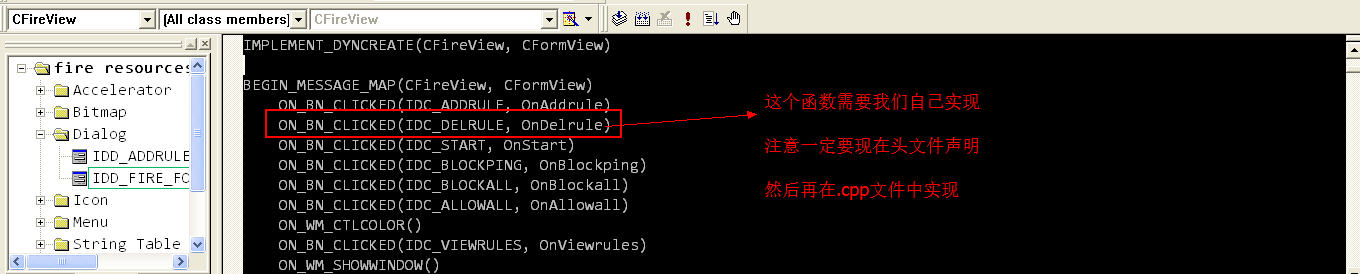 CFireView
(All class members)
CFireView
fire resources
Accelerator
Bitmap
Dialog
IDD_ADDRULE
IDD_FIRE_FO
Icon
Menu
String Table
IMPLEMENT_DYNCREATE(CFireView, CFormView)
BEGIN_MESSAGE_MAP(CFireView, CFormView)
ON_BN_CLICKED(IDC_ADDRULE, OnAddrule)
ON_BN_CLICKED(IDC_DELRULE, OnDelrule)
ON_BN_CLICKED(IDC_START, OnStart)
ON_BN_CLICKED(IDC_BLOCKPING, OnBlockping)
ON_BN_CLICKED(IDC_BLOCKALL, OnBlockall)
ON_BN_CLICKED(IDC_ALLOWALL, OnAllowall)
ON_WM_CTLCOLOR()
ON_BN_CLICKED(IDC_VIEWRULES, OnViewrules)
ON_WM_SHOWWINDOW()
这个函数需要我们自己实现
注意一定要现在头文件声明
然后再在.cpp文件中实现